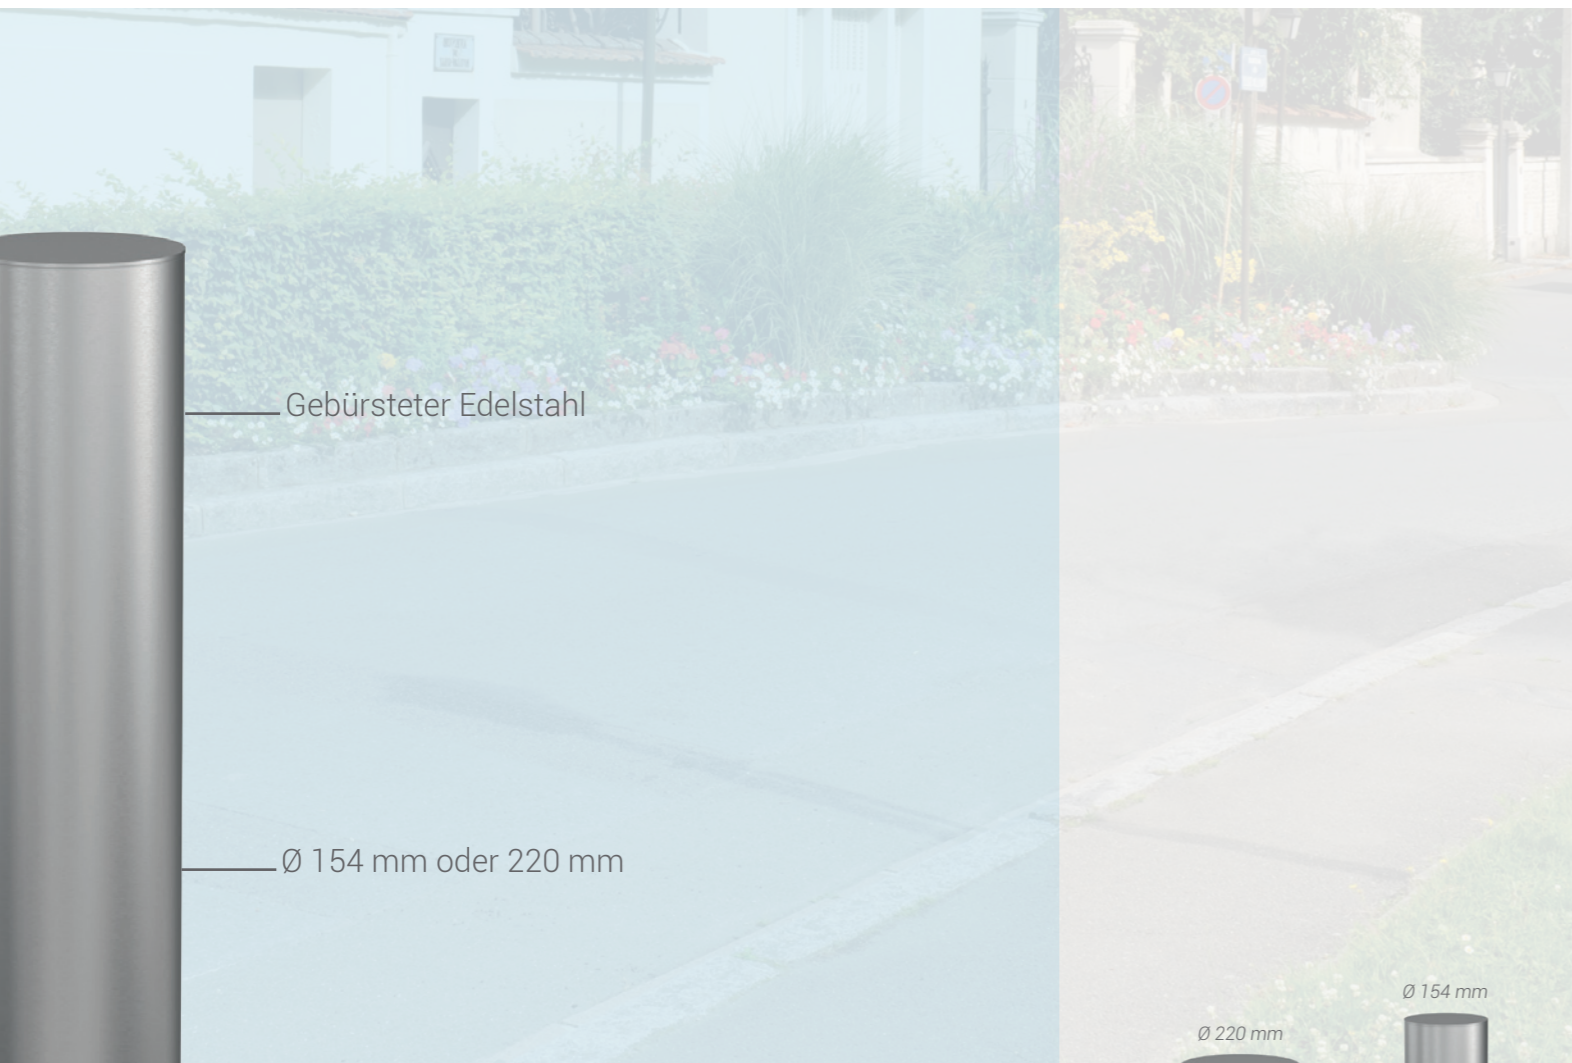 Gebürsteter Edelstahl
Ø 154 mm oder 220 mm
Ø 154 mm
Ø 220 mm